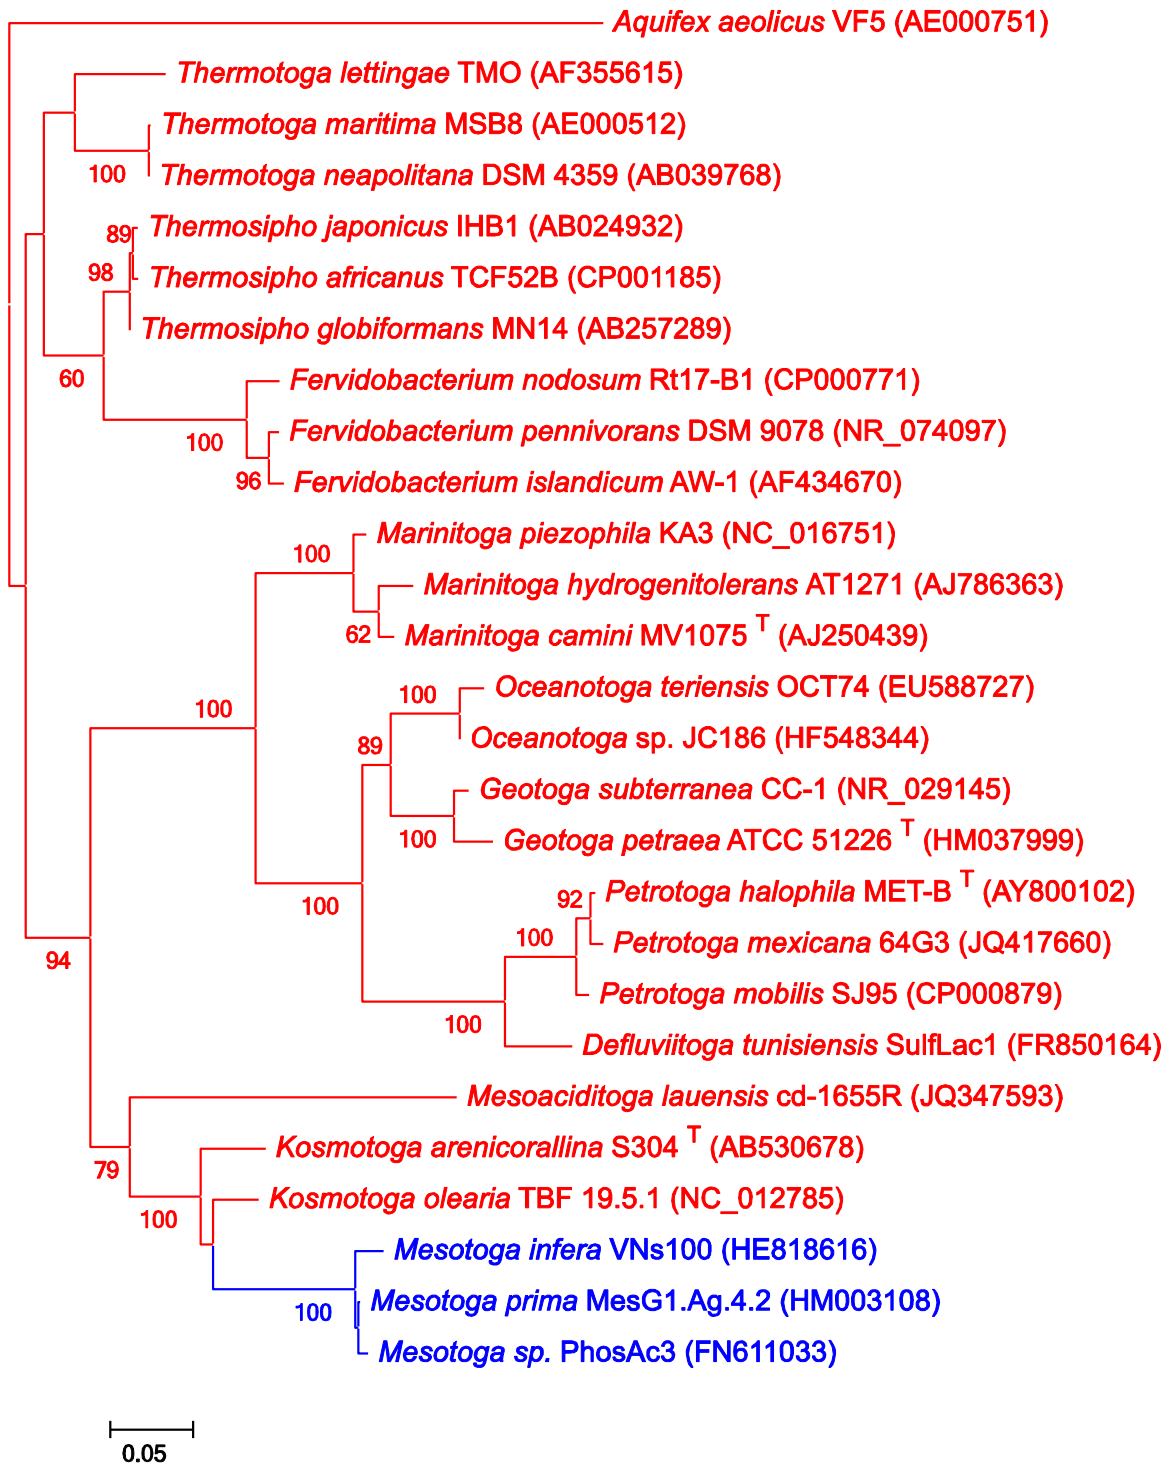 Aquifex aeolicus VF5 (AE000751)
Thermotoga lettingae TMO (AF355615)
Thermotoga maritima MSB8 (AE000512)
100
Thermotoga neapolitana DSM 4359 (AB039768)
89
Thermosipho japonicus IHB1 (AB024932)
98
Thermosipho africanus TCF52B (CP001185)
Thermosipho globiformans MN14 (AB257289)
60
Fervidobacterium nodosum Rt17-B1 (CP000771)
100
Fervidobacterium pennivorans DSM 9078 (NR_074097)
96
Fervidobacterium islandicum AW-1 (AF434670)
Marinitoga piezophila KA3 (NC_016751)
100
Marinitoga hydrogenitolerans AT1271 (AJ786363)
62
Marinitoga camini MV1075 T (AJ250439)
100
Oceanotoga teriensis OCT74 (EU588727)
100
Oceanotoga sp. JC186 (HF548344)
89
Geotoga subterranea CC-1 (NR_029145)
100
Geotoga petraea ATCC 51226 T (HM037999)
92
Petrotoga halophila MET-B T (AY800102)
100
100
Petrotoga mexicana 64G3 (JQ417660)
94
Petrotoga mobilis SJ95 (CP000879)
100
Defluviitoga tunisiensis SulfLac1 (FR850164)
Mesoaciditoga lauensis cd-1655R (JQ347593)
Kosmotoga arenicorallina S304 T (AB530678)
79
Kosmotoga olearia TBF 19.5.1 (NC_012785)
100
Mesotoga infera VNs100 (HE818616)
100
Mesotoga prima MesG1.Ag.4.2 (HM003108)
Mesotoga sp. PhosAc3 (FN611033)
0.05